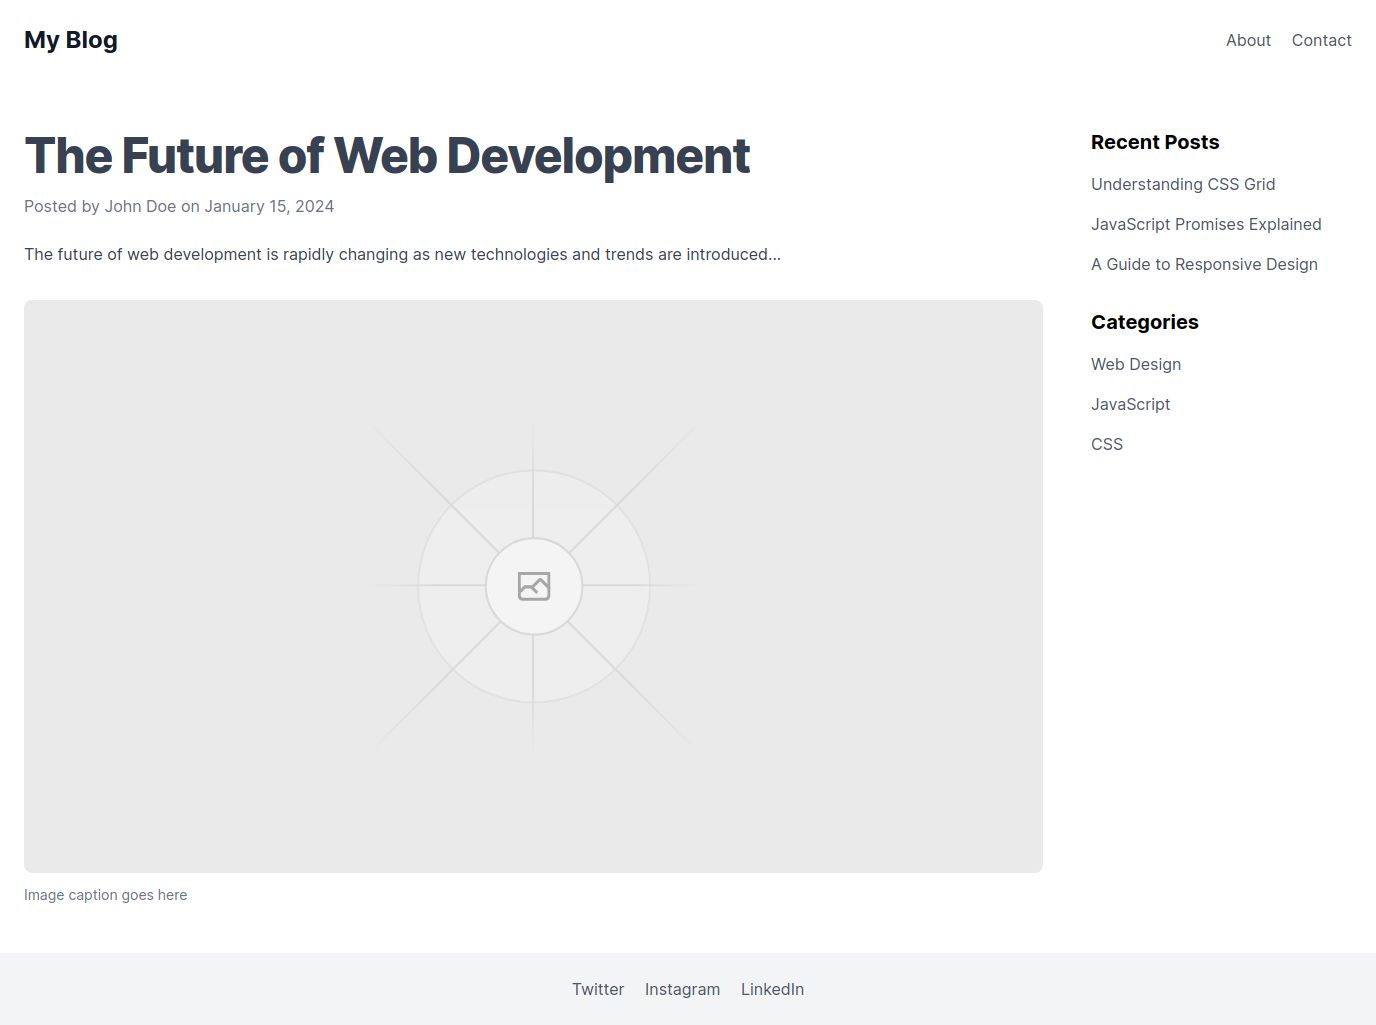 My Blog
About Contact
The Future of Web Development
Posted by John Doe on January 15, 2024
The future of web development is rapidly changing as new technologies and trends are introduced...
Image caption goes here
Recent Posts
Understanding CSS Grid
JavaScript Promises Explained
A Guide to Responsive Design
Categories
Web Design
JavaScript
CSS
Twitter Instagram LinkedIn